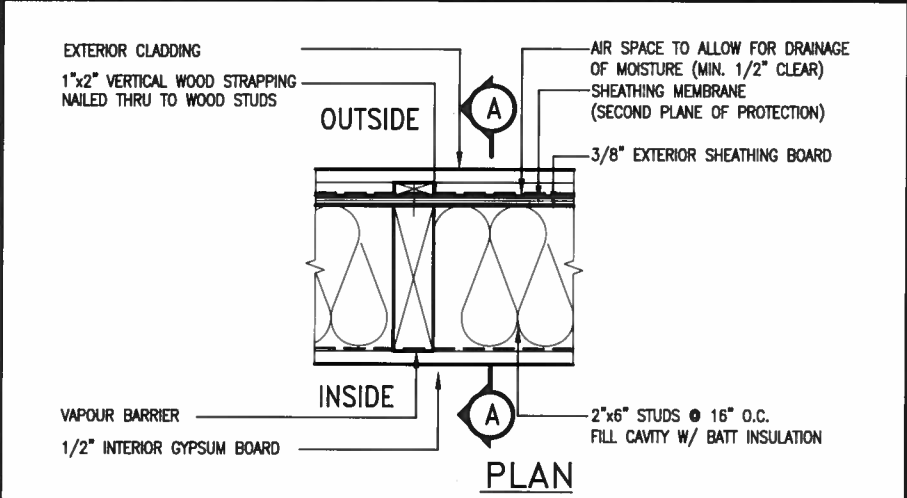 EXTERIOR CLADDING
1"x2" VERTICAL WOOD STRAPPING
NAILED THRU TO WOOD STUDS
OUTSIDE
A
AIR SPACE TO ALLOW FOR DRAINAGE
OF MOISTURE (MIN. 1/2" CLEAR)
SHEATHING MEMBRANE
(SECOND PLANE OF PROTECTION)
3/8" EXTERIOR SHEATHING BOARD
INSIDE
VAPOUR BARRIER
1/2" INTERIOR GYPSUM BOARD
A
2"x6" STUDS @ 16" O.C.
FILL CAVITY W/ BATT INSULATION
PLAN